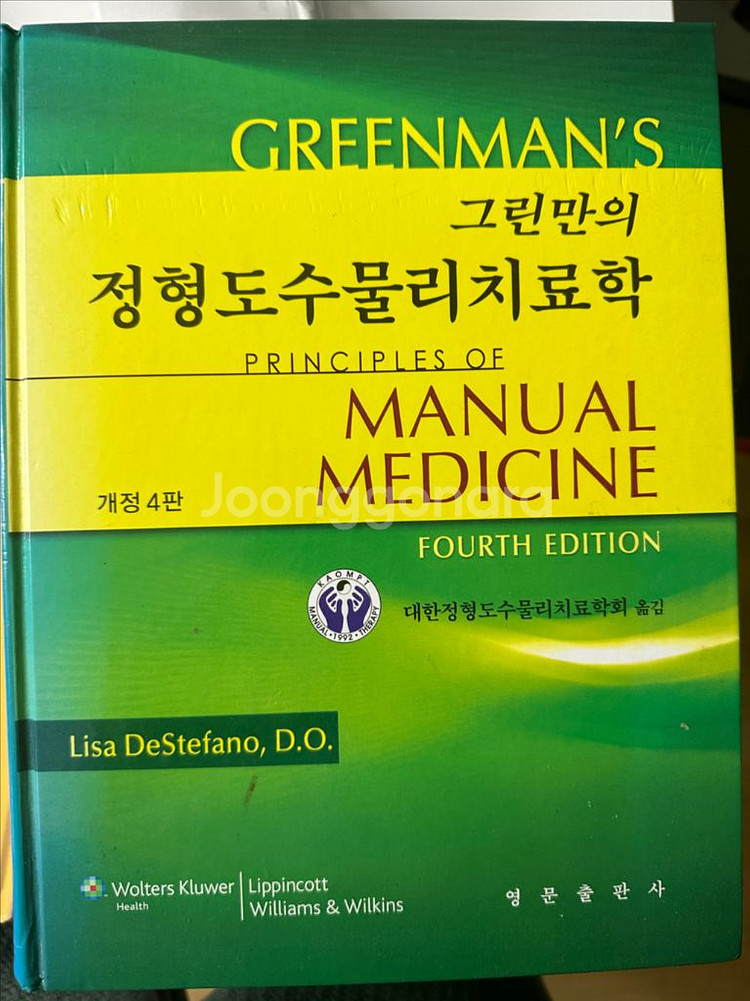 GREENMAN'S
그린만의
정형도수물리치료학
PRINCIPLES OF
MANUAL
MEDICINE
개정 4판
Joonggonara
FOURTH EDITION
KAOMPT
MANUAL • 1992 • THERAPY
대한정형도수물리치료학회 옮김
Lisa DeStefano, D.O.
Wolters Kluwer
Health
Lippincott
Williams & Wilkins
영문출판사